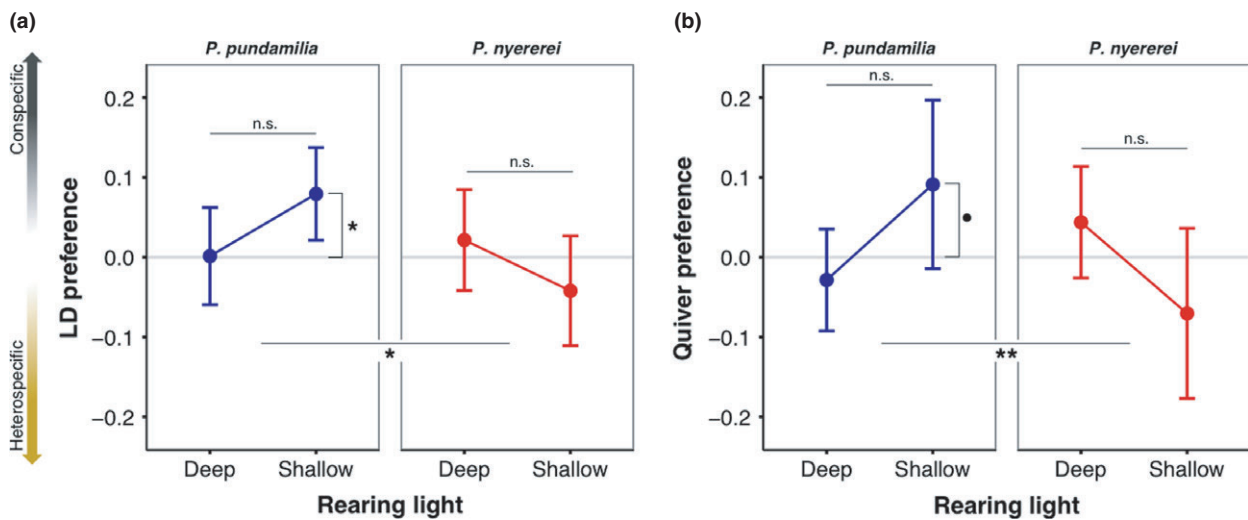 (a)
P. pundamilia
P. nyererei
Conspecific
Heterospecific
LD preference
0.2
0.1
0.0
−0.1
−0.2
n.s.
*
n.s.
*
Deep
Shallow
Deep
Shallow
Rearing light
(b)
P. pundamilia
P. nyererei
Quiver preference
0.2
0.1
0.0
−0.1
−0.2
n.s.
•
n.s.
**
Deep
Shallow
Deep
Shallow
Rearing light